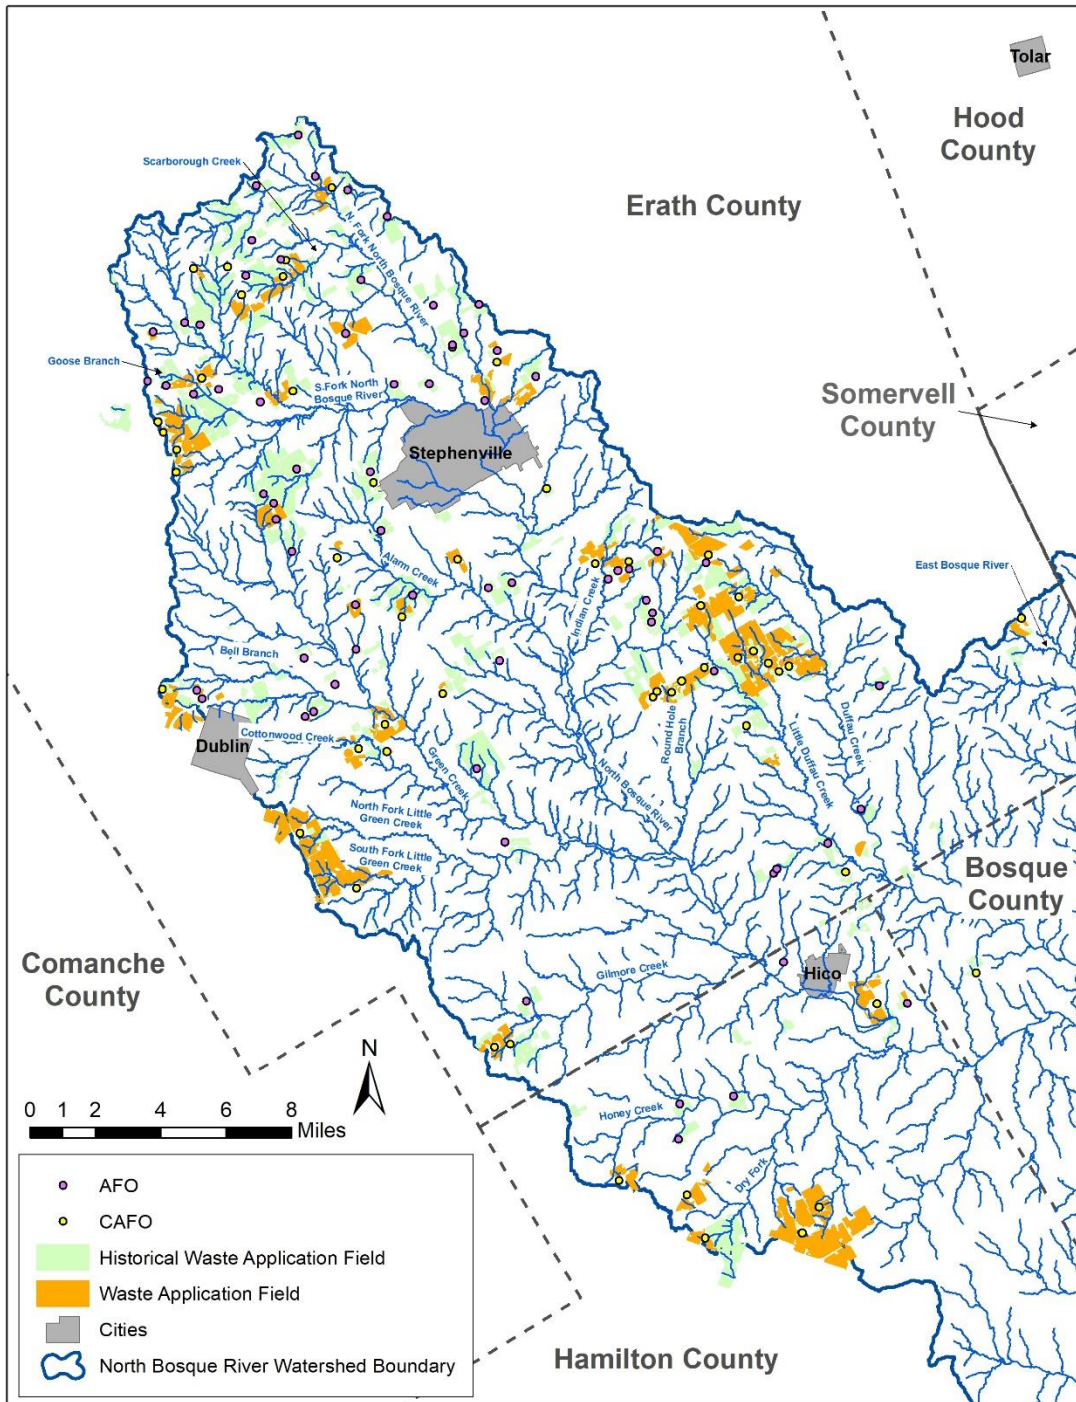 Tolar
Hood
County
Scarborough Creek
Erath County
N. Fork North Bosque River
Goose Branch
S.Fork North
Bosque River
Somervell
County
Stephenville
East Bosque River
Alarm Creek
Indian Creek
Bell Branch
Round Hole
Branch
Duffau Creek
Little Duffau Creek
Cottonwood Creek
Dublin
Green Creek
North Bosque River
North Fork Little
Green Creek
South Fork Little
Green Creek
Bosque
County
Comanche
County
Gilmore Creek
Hico
N
0 1 2 4 6 8
Miles
Honey Creek
Dry Fork
AFO
CAFO
Historical Waste Application Field
Waste Application Field
Cities
North Bosque River Watershed Boundary
Hamilton County